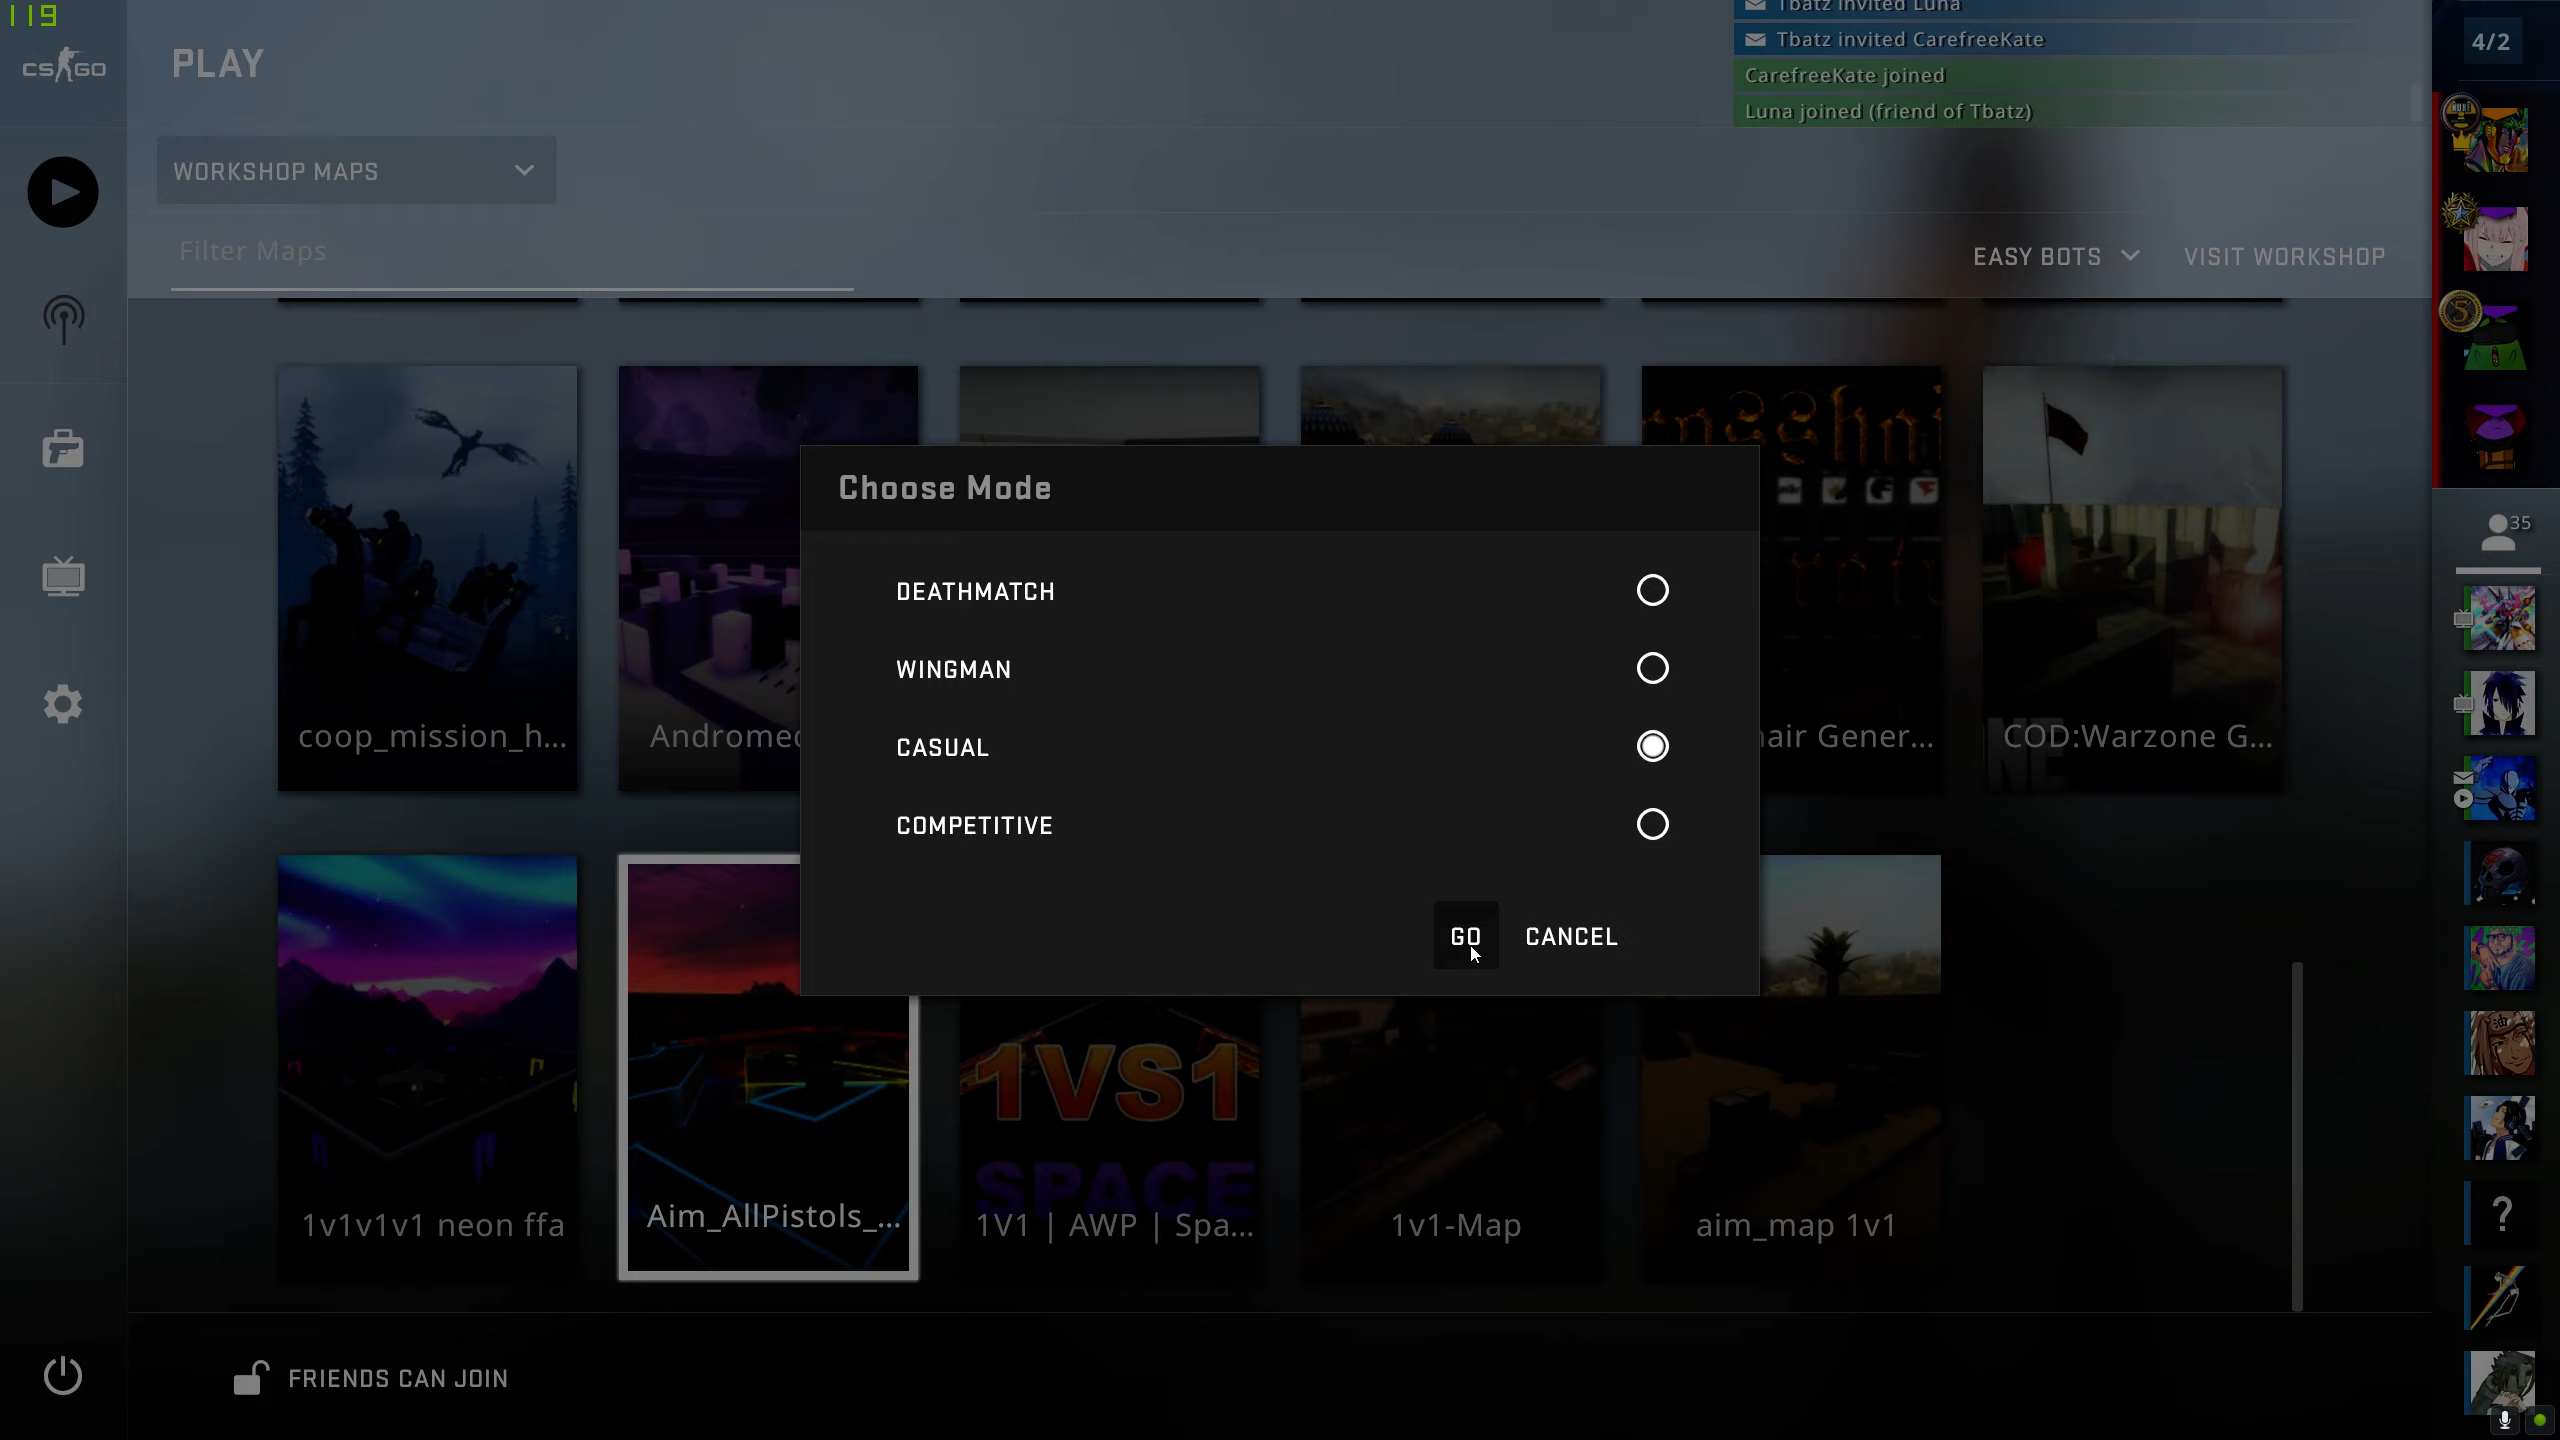 119
CS GO
PLAY
Tbatz invited Luna
Tbatz invited CarefreeKate
CarefreeKate joined
Luna joined (friend of Tbatz)
4/2
WORKSHOP MAPS
Filter Maps
EASY BOTS
VISIT WORKSHOP
35
coop_mission_h...
hair Gener...
COD:Warzone G...
Choose Mode
DEATHMATCH
WINGMAN
CASUAL
COMPETITIVE
GO
CANCEL
1VS1
SPACE
1v1v1v1 neon ffa
Aim_AllPistols_...
1V1 | AWP | Spa...
1v1-Map
aim_map 1v1
?
FRIENDS CAN JOIN